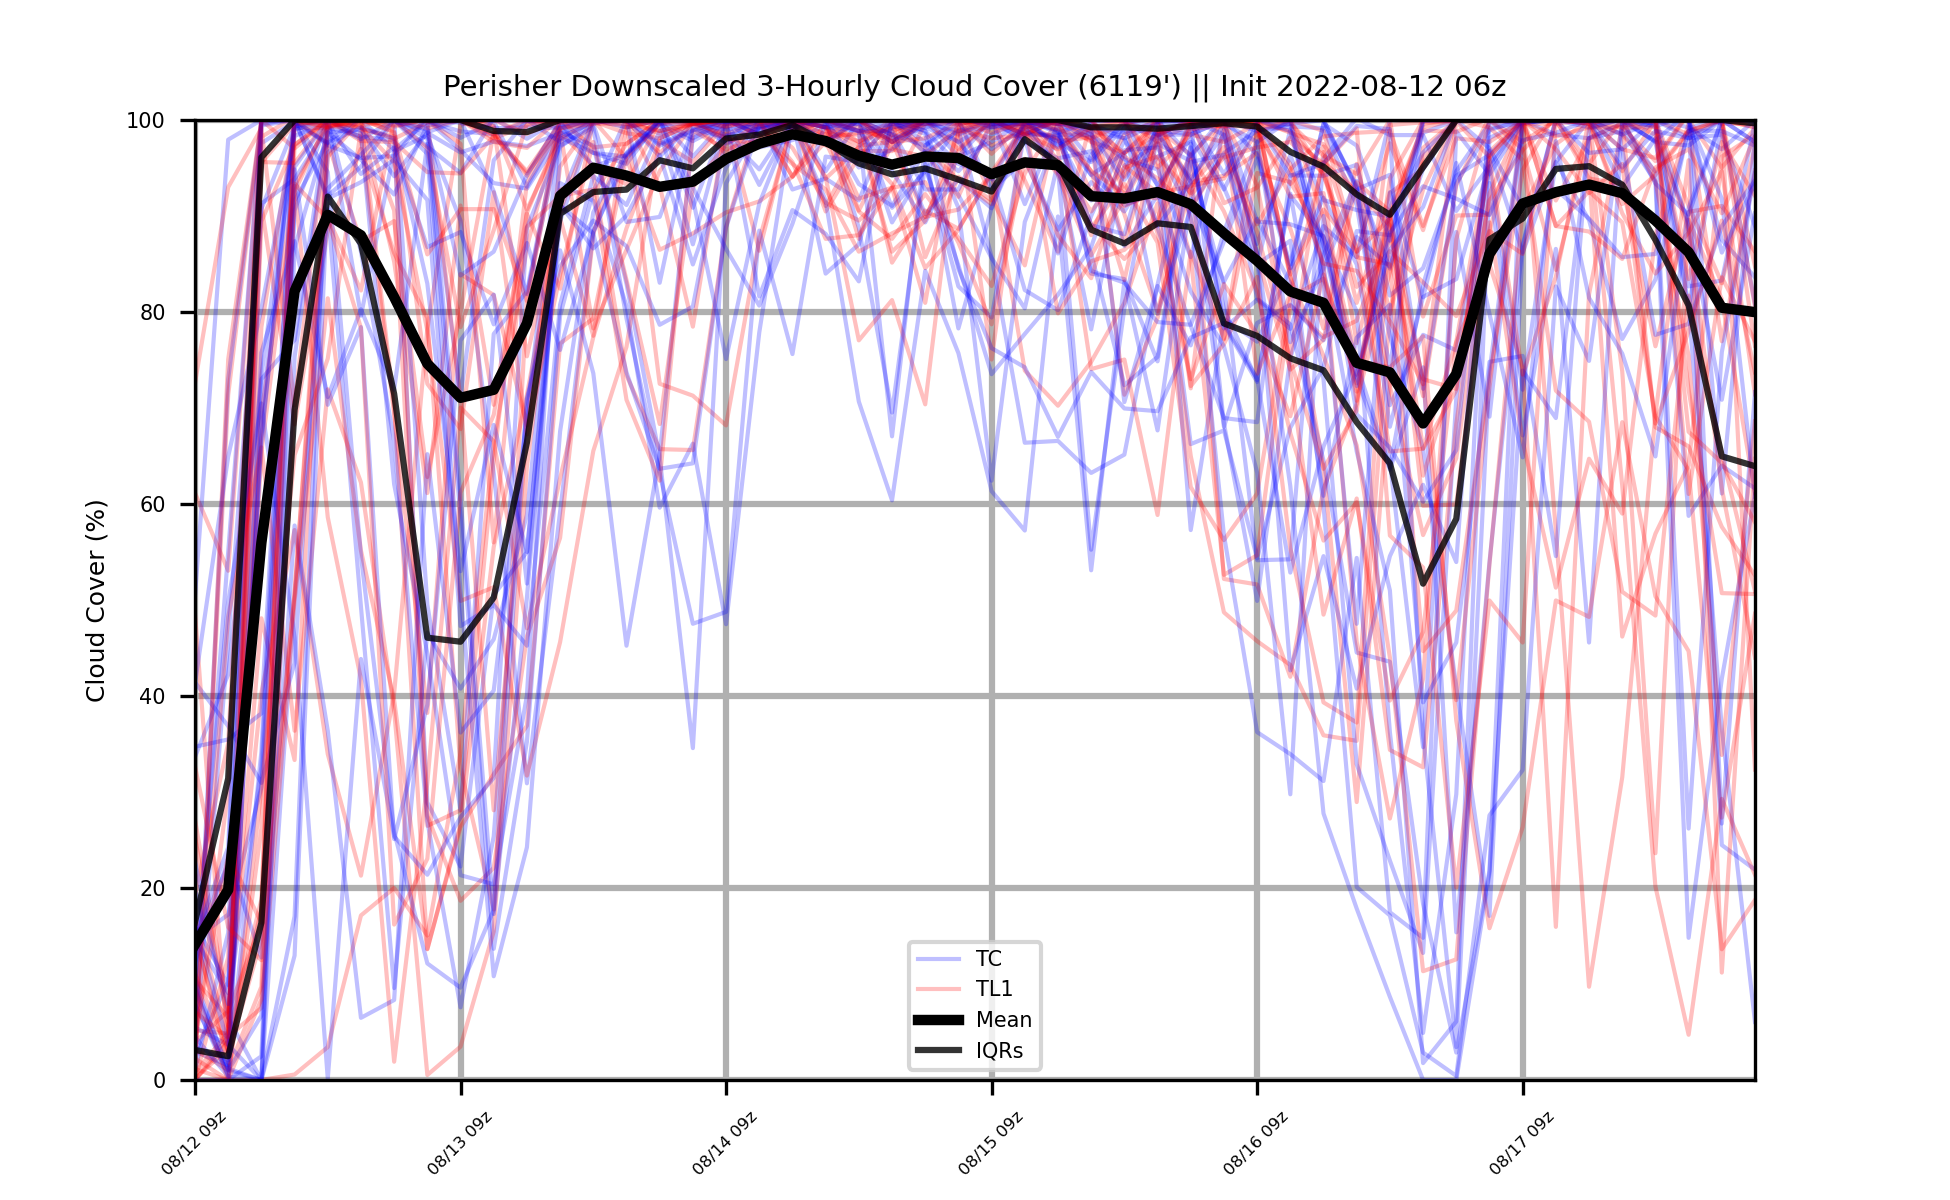 Perisher Downscaled 3-Hourly Cloud Cover (6119') || Init 2022-08-12 06z
Cloud Cover (%)
100
80
60
40
20
0
TC
TL1
Mean
IQRs
08/12 09z
08/13 09z
08/14 09z
08/15 09z
08/16 09z
08/17 09z